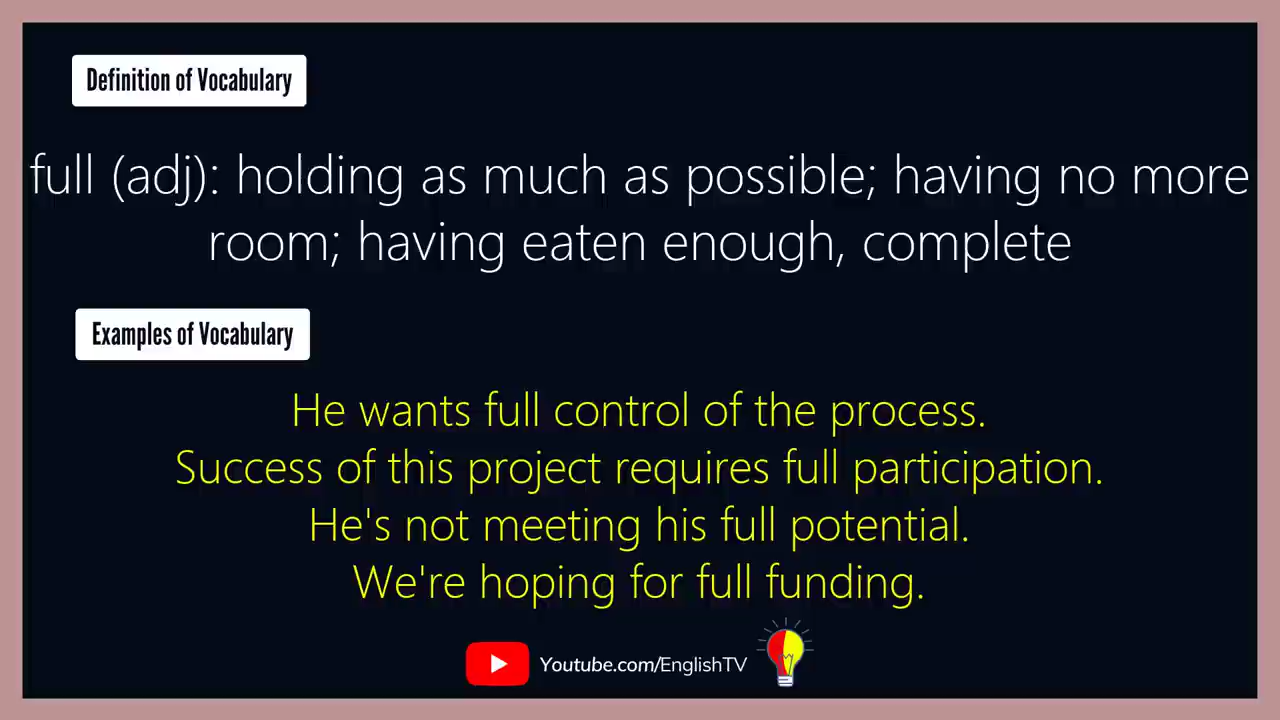 Definition of Vocabulary
full (adj): holding as much as possible; having no more
room; having eaten enough, complete
Examples of Vocabulary
He wants full control of the process.
Success of this project requires full participation.
He's not meeting his full potential.
We're hoping for full funding.
Youtube.com/EnglishTV